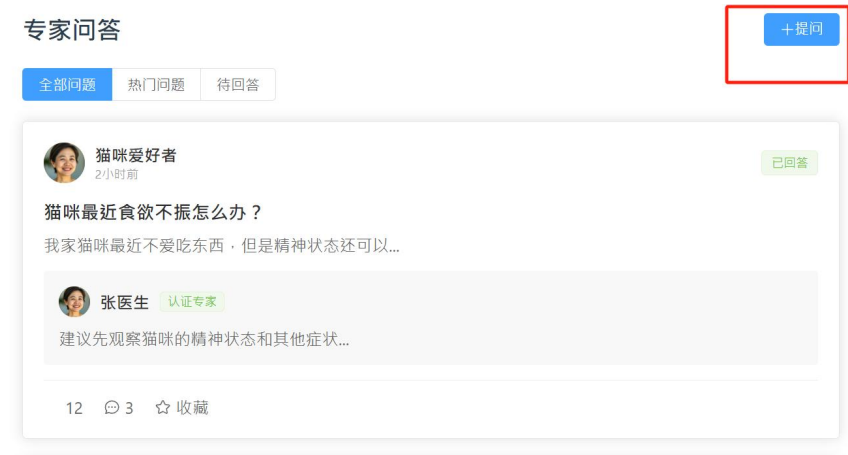 专家问答
＋提问
全部问题 热门问题 待回答
猫咪爱好者
已回答
2小时前
猫咪最近食欲不振怎么办？
我家猫咪最近不爱吃东西，但是精神状态还可以...
张医生 认证专家
建议先观察猫咪的精神状态和其他症状...
12 3 收藏